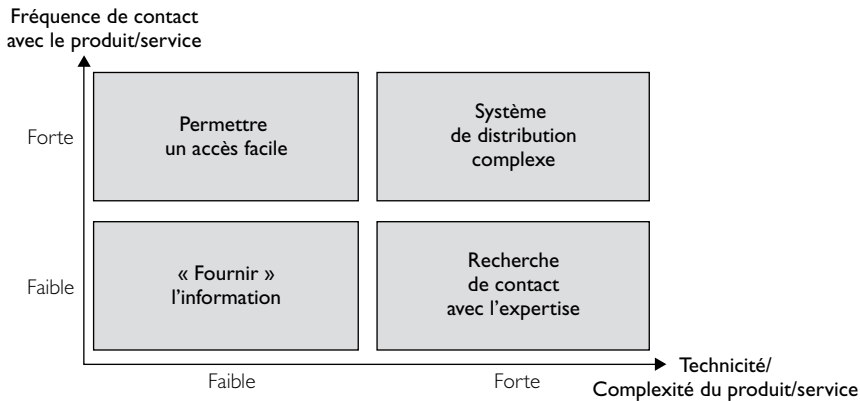 Fréquence de contact
avec le produit/service
Forte
Permettre
un accès facile
Système
de distribution
complexe
Faible
« Fournir »
l’information
Recherche
de contact
avec l’expertise
Faible
Forte
Technicité/
Complexité du produit/service